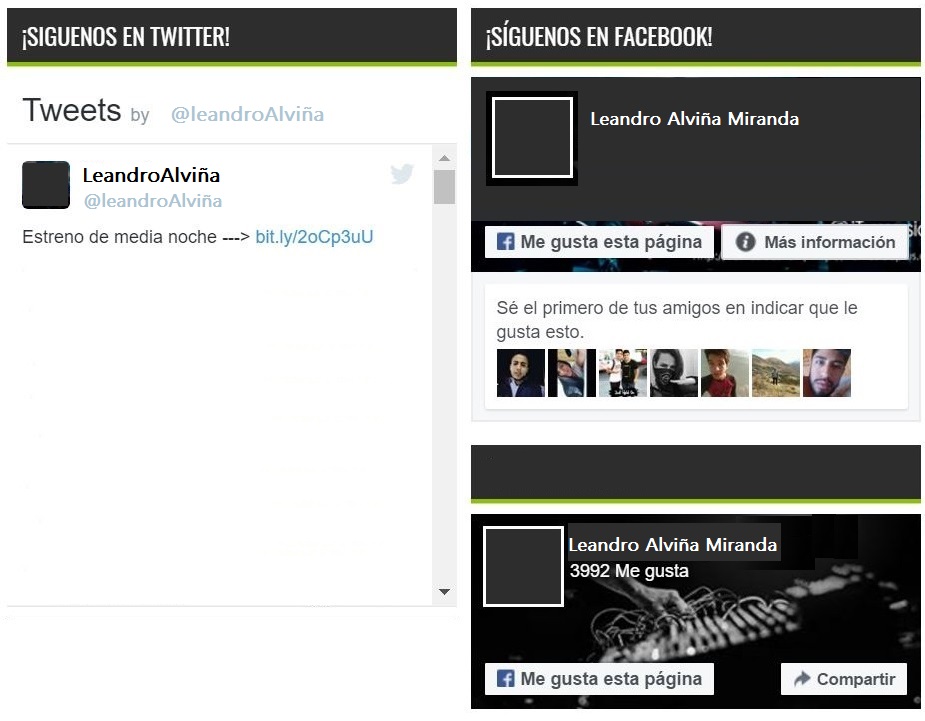 ¡SIGUENOS EN TWITTER!
Tweets by @leandroAlviña
LeandroAlviña
@leandroAlviña
Estreno de media noche ---> bit.ly/2oCp3uU
¡SÍGUENOS EN FACEBOOK!
Leandro Alviña Miranda
Me gusta esta página
Más información
Sé el primero de tus amigos en indicar que le
gusta esto.
Leandro Alviña Miranda
3992 Me gusta
Me gusta esta página
Compartir